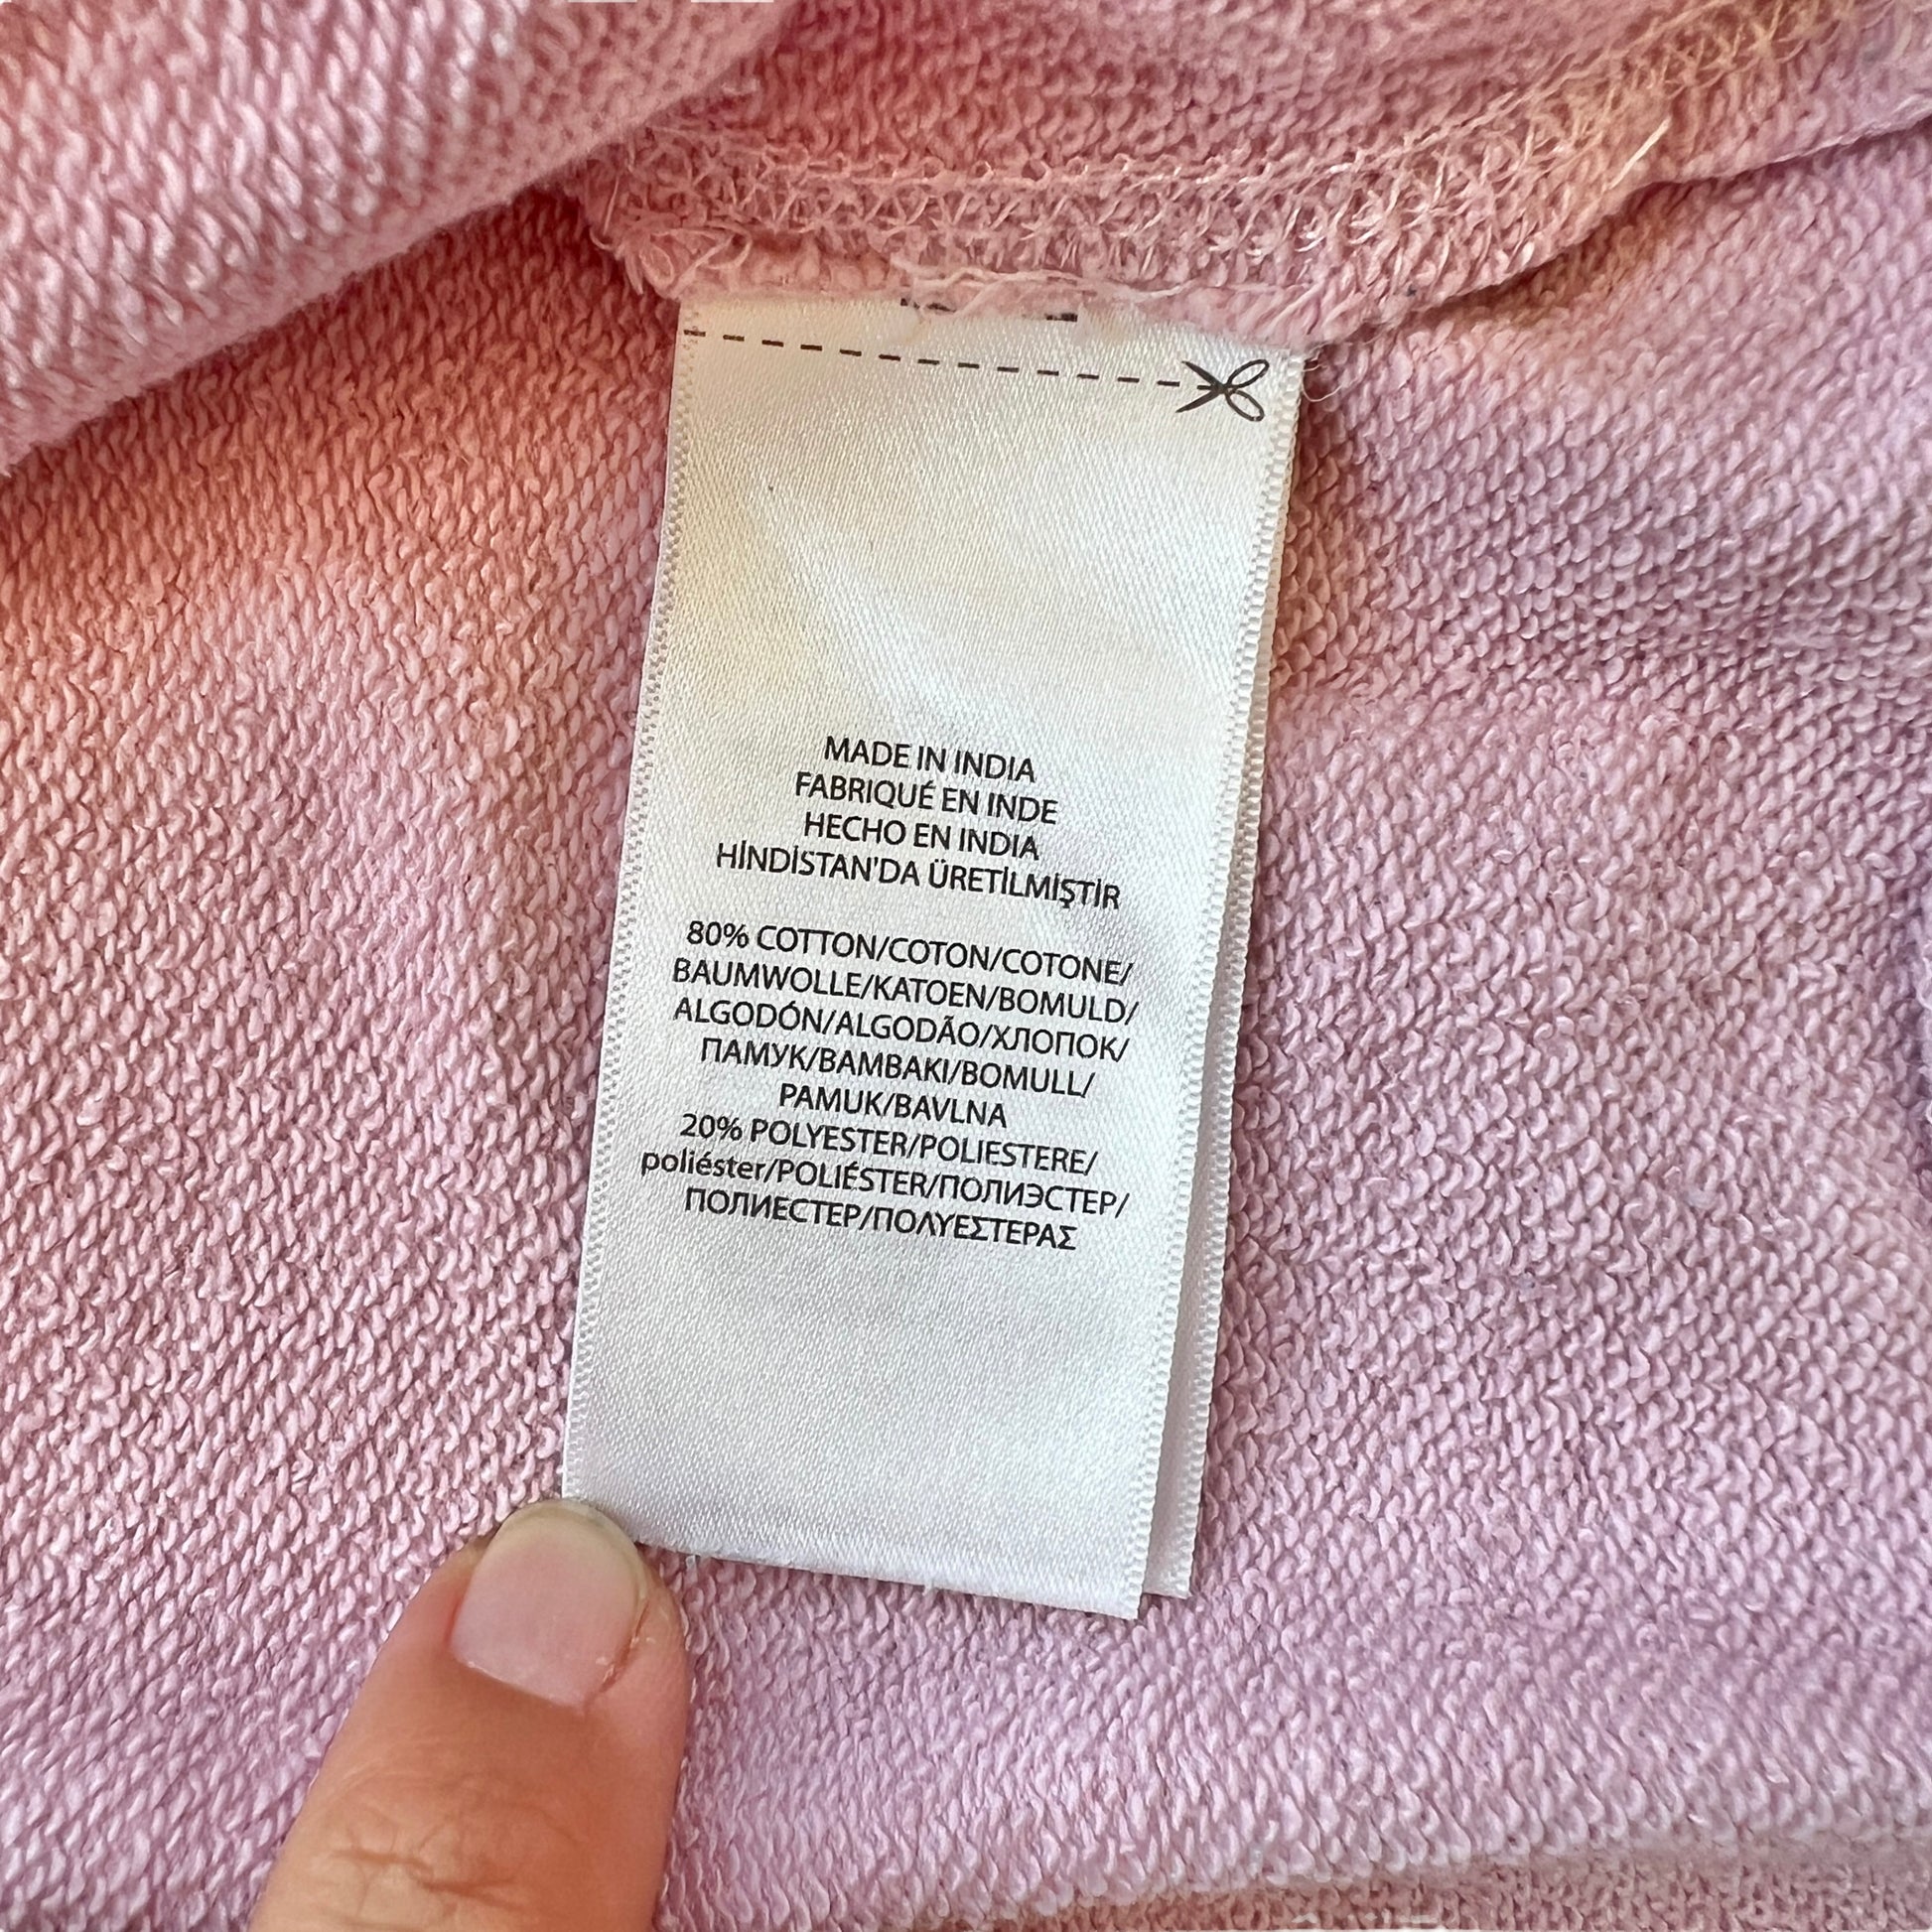 MADE IN INDIA
FABRIQUÉ EN INDE
HECHO EN INDIA
HİNDİSTAN'DA ÜRETİLMİŞTİR
80% COTTON/COTON/COTONE/
BAUMWOLLE/KATOEN/BOMULD/
ALGODÓN/ALGODÃO/ХЛОПОК/
ПАМУК/BAMBAKI/BOMULL/
PAMUK/BAVLNA
20% POLYESTER/POLIESTERE/
poliéster/POLIÉSTER/ПОЛИЭСТЕР/
ПОЛИЕСТЕР/ΠΟΛΥΕΣΤΕΡΑΣ